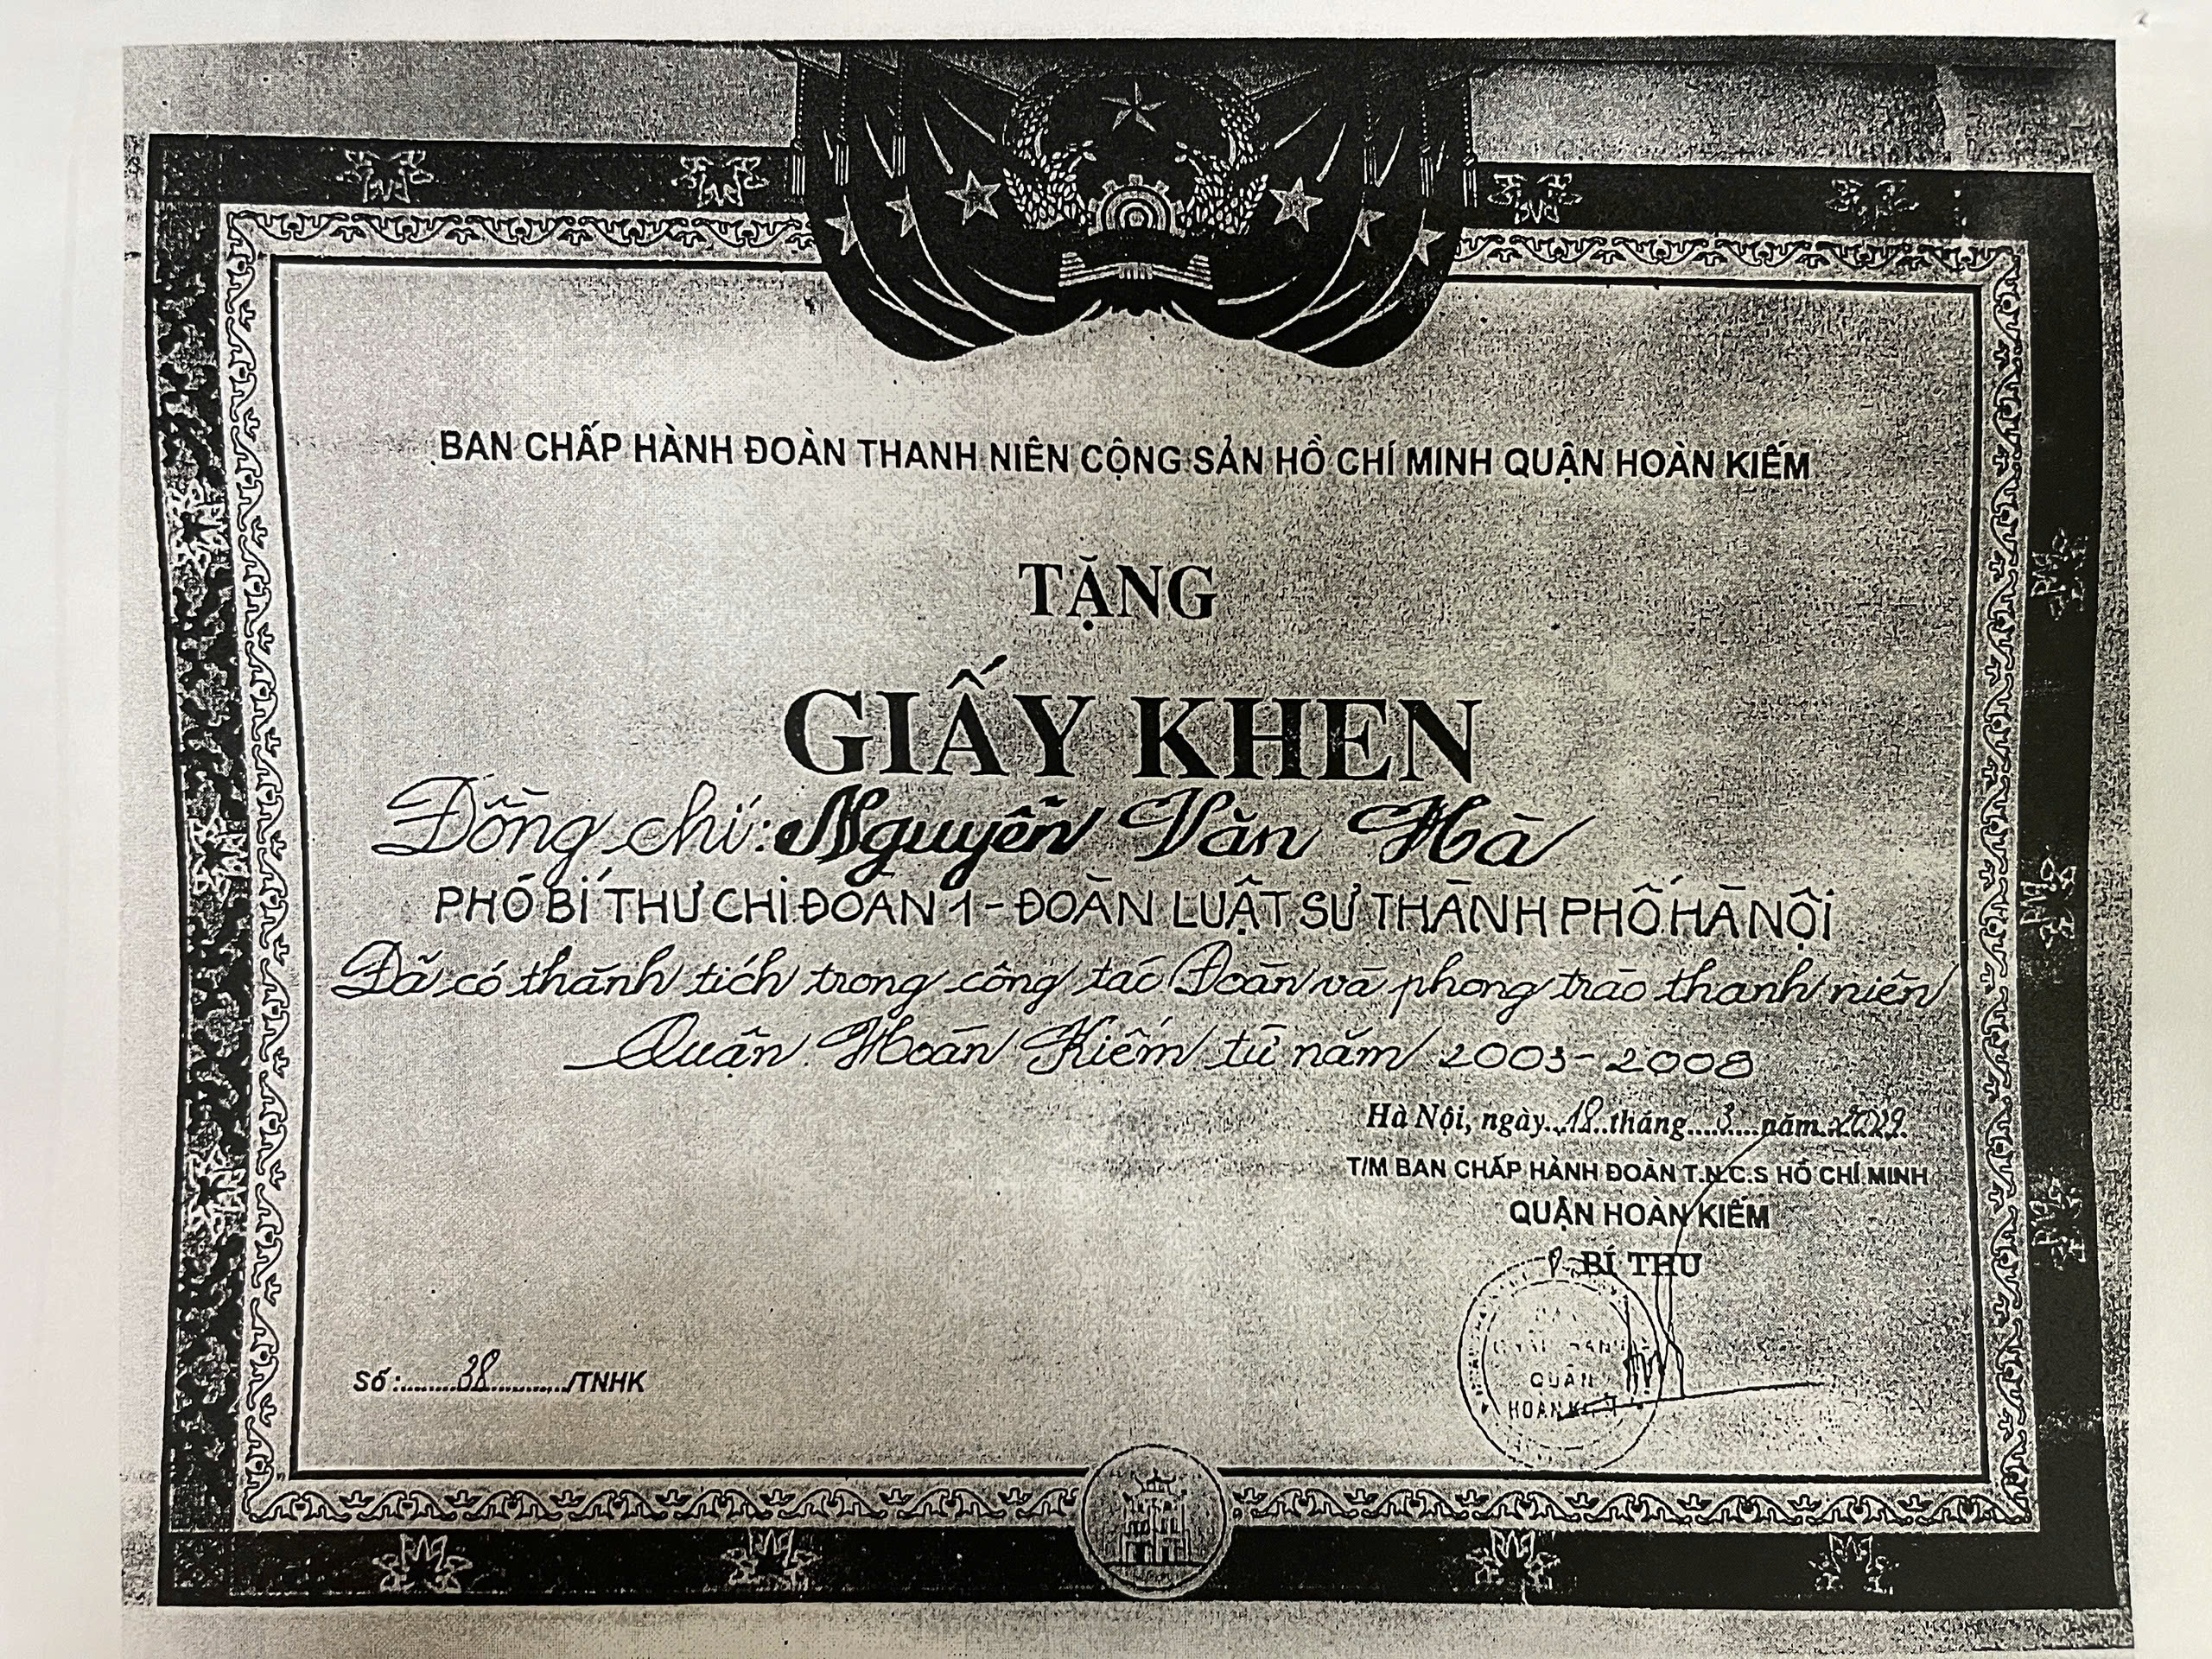 BAN CHẤP HÀNH ĐOÀN THANH NIÊN CỘNG SẢN HỒ CHÍ MINH QUẬN HOÀN KIẾM
TẶNG
GIẤY KHEN
Đồng chí: Nguyễn Văn Hà
PHÓ BÍ THƯ CHI ĐOÀN 1 - ĐOÀN LUẬT SƯ THÀNH PHỐ HÀ NỘI
Đã có thành tích trong công tác Đoàn và phong trào thanh niên
Quận Hoàn Kiếm từ năm 2003-2008
Hà Nội, ngày 18 tháng 3 năm
T/M BAN CHẤP HÀNH ĐOÀN T.N.C.S HỒ CHÍ MINH
QUẬN HOÀN KIẾM
BÍ THƯ
QUẬN
HOÀN KIẾM
Số: 38 /TNHK